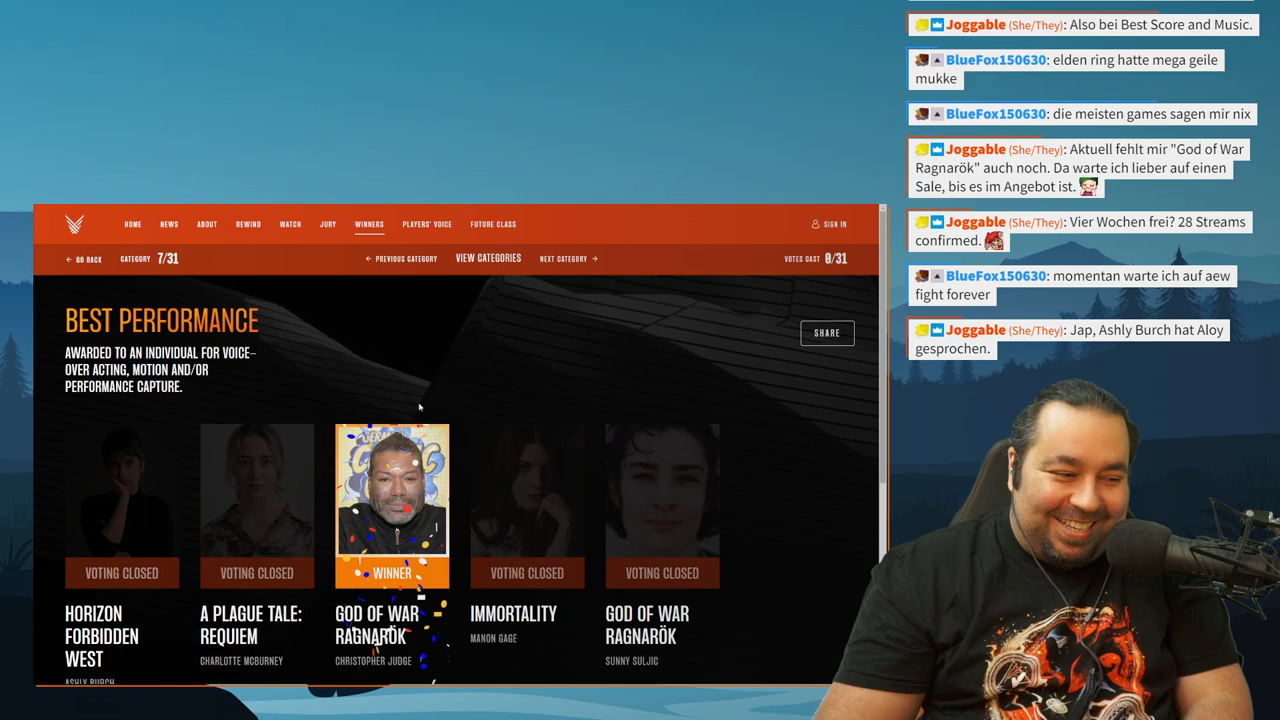 HOME NEWS ABOUT REWIND WATCH JURY WINNERS PLAYERS' VOICE FUTURE CLASS SIGN IN
← GO BACK CATEGORY 7/31 ← PREVIOUS CATEGORY VIEW CATEGORIES NEXT CATEGORY → VOTES CAST 0/31
BEST PERFORMANCE
SHARE
AWARDED TO AN INDIVIDUAL FOR VOICE–
OVER ACTING, MOTION AND/OR
PERFORMANCE CAPTURE.
VOTING CLOSED
HORIZON
FORBIDDEN
WEST
ASHLY BURCH
VOTING CLOSED
A PLAGUE TALE:
REQUIEM
CHARLOTTE MCBURNEY
WINNER
GOD OF WAR
RAGNARÖK
CHRISTOPHER JUDGE
VOTING CLOSED
IMMORTALITY
MANON GAGE
VOTING CLOSED
GOD OF WAR
RAGNARÖK
SUNNY SULJIC
Joggable (She/They): Also bei Best Score and Music.
BlueFox150630: elden ring hatte mega geile
mukke
BlueFox150630: die meisten games sagen mir nix
Joggable (She/They): Aktuell fehlt mir "God of War
Ragnarök" auch noch. Da warte ich lieber auf einen
Sale, bis es im Angebot ist.
Joggable (She/They): Vier Wochen frei? 28 Streams
confirmed.
BlueFox150630: momentan warte ich auf aew
fight forever
Joggable (She/They): Jap, Ashly Burch hat Aloy
gesprochen.